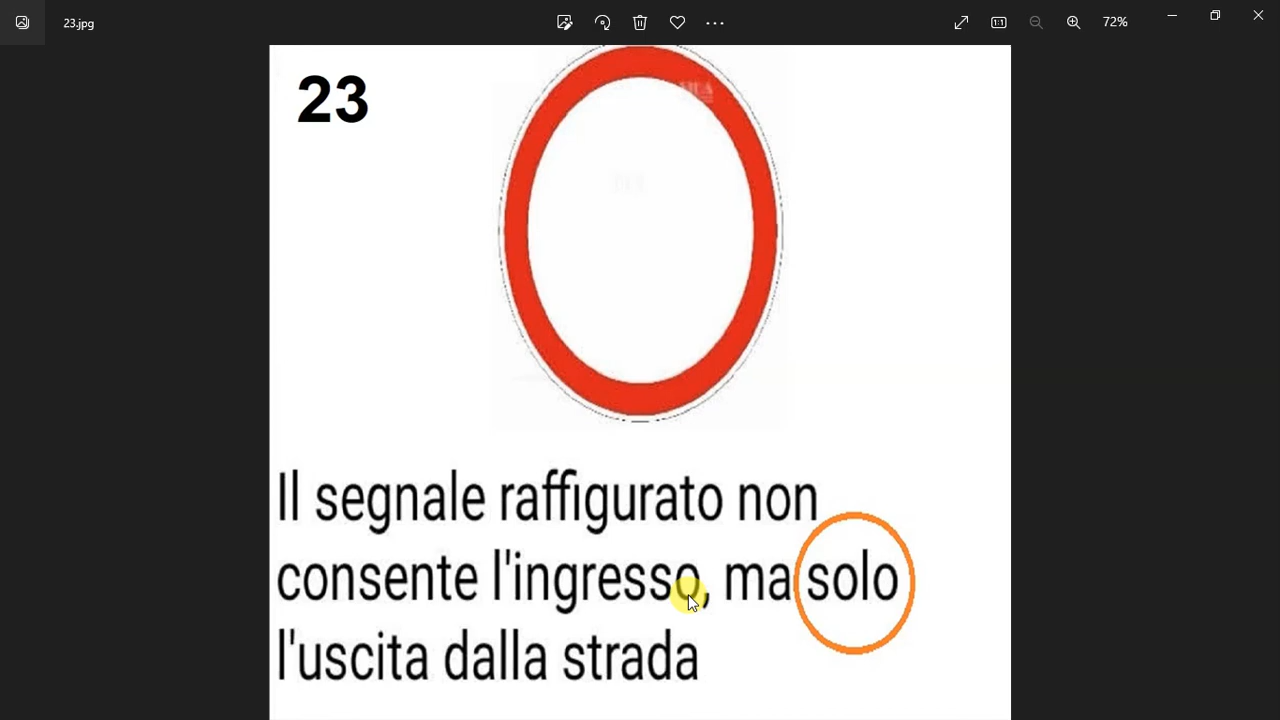 23.jpg
72%
23
Il segnale raffigurato non
consente l'ingresso, ma solo
l'uscita dalla strada